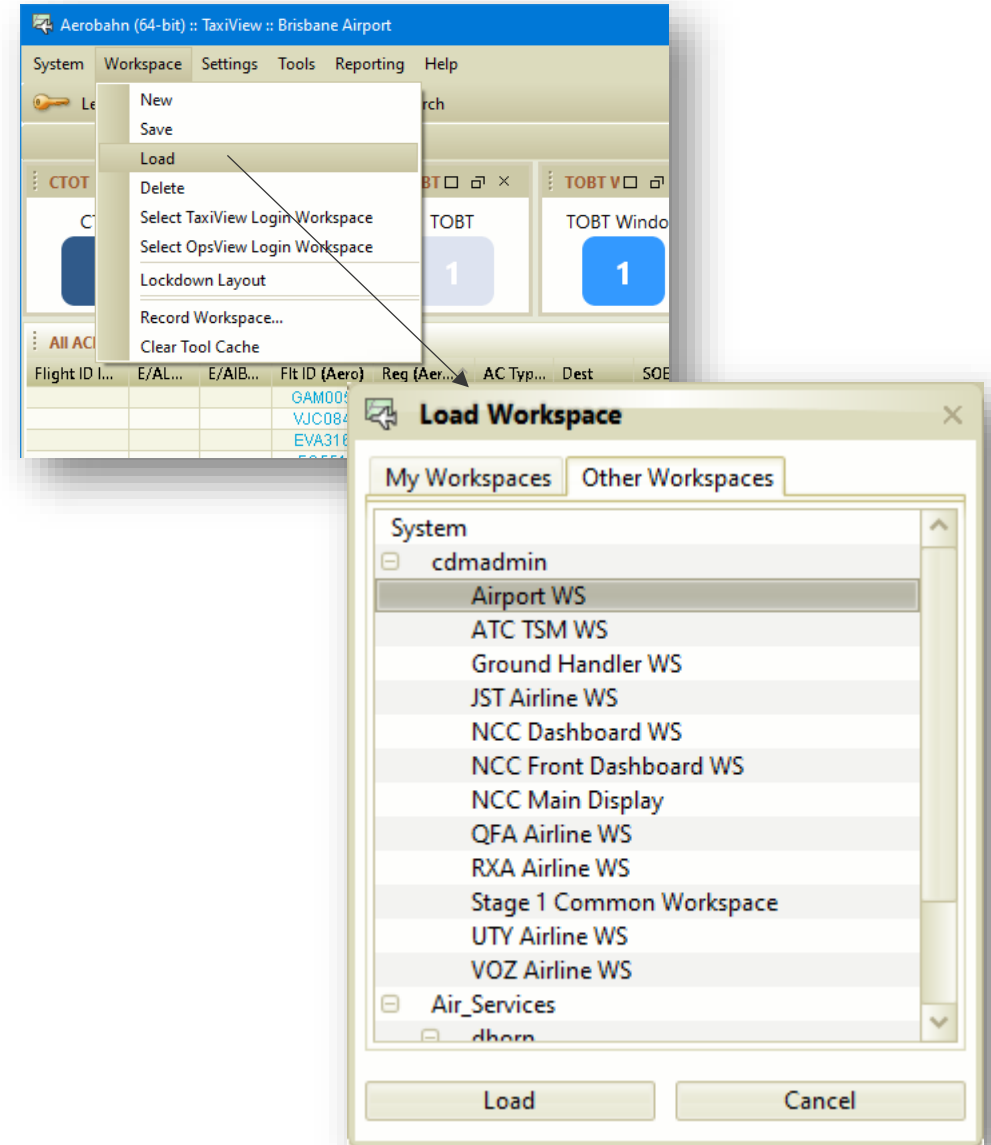 Aerobahn (64-bit) :: TaxiView :: Brisbane Airport
System Workspace Settings Tools Reporting Help
New
Save
Load
Delete
Select TaxiView Login Workspace
Select OpsView Login Workspace
Lockdown Layout
Record Workspace...
Clear Tool Cache
CTOT
TOBT
1
TOBT Windo
1
All
Flight ID I... E/AL... E/AIB... Flt ID (Aero) Reg (Aer... AC Typ... Dest
GAM005
VJC084
EVA316
Load Workspace
My Workspaces Other Workspaces
System
cdmadmin
Airport WS
ATC TSM WS
Ground Handler WS
JST Airline WS
NCC Dashboard WS
NCC Front Dashboard WS
NCC Main Display
QFA Airline WS
RXA Airline WS
Stage 1 Common Workspace
UTY Airline WS
VOZ Airline WS
Air_Services
dhorn
Load Cancel